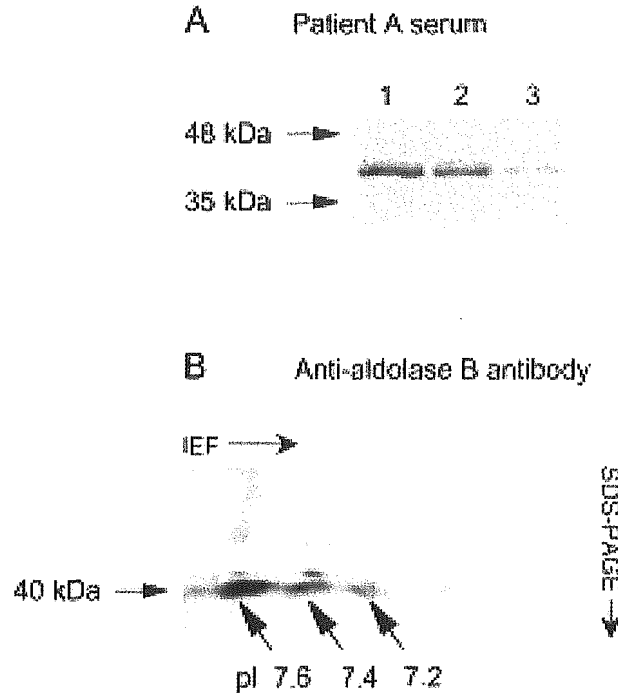 A Patient A serum
1 2 3
48 kDa
35 kDa
B Anti-aldolase B antibody
IEF
SDS-PAGE
40 kDa
pI 7.6 7.4 7.2